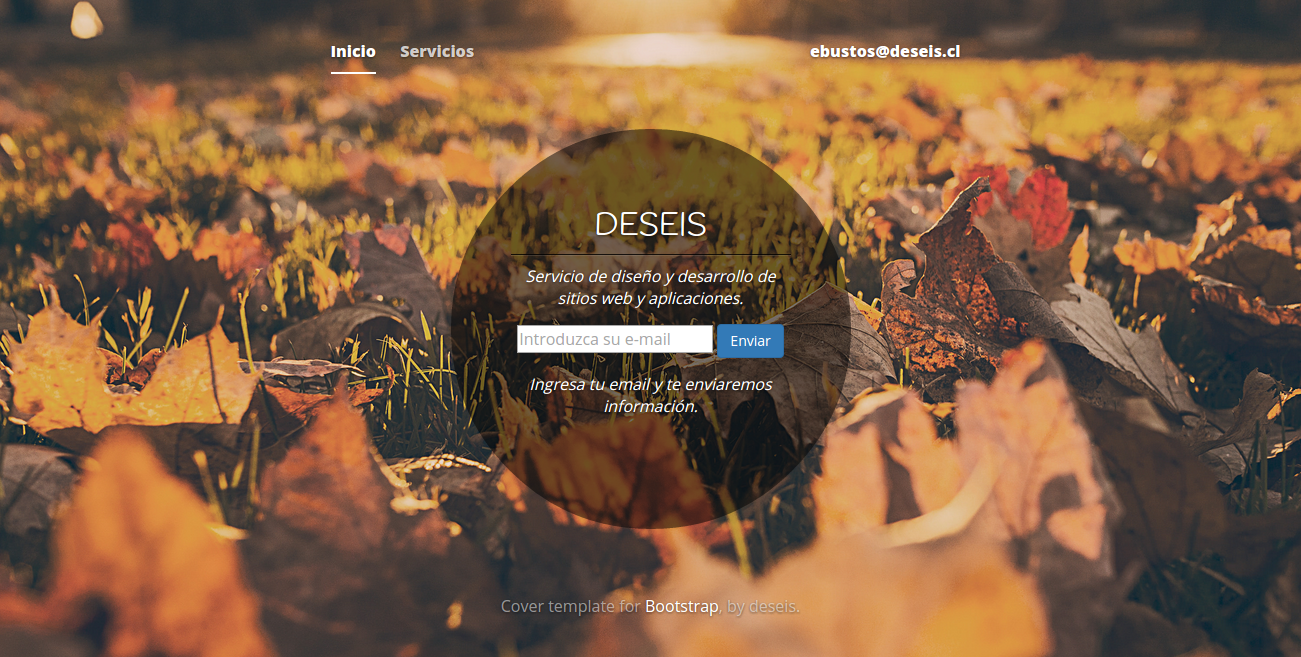 Inicio Servicios ebustos@deseis.cl
DESEIS
Servicio de diseño y desarrollo de
sitios web y aplicaciones.
Introduzca su e-mail Enviar
Ingresa tu email y te enviaremos
información.
Cover template for Bootstrap, by deseis.